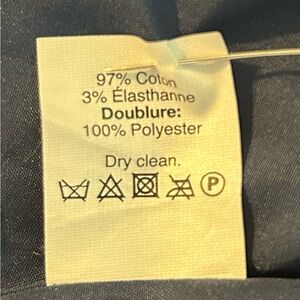 97% Coton
3% Élasthanne
Doublure:
100% Polyester
Dry clean.
P